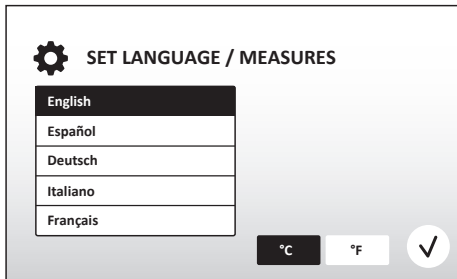 SET LANGUAGE / MEASURES
English
Español
Deutsch
Italiano
Français
°C °F